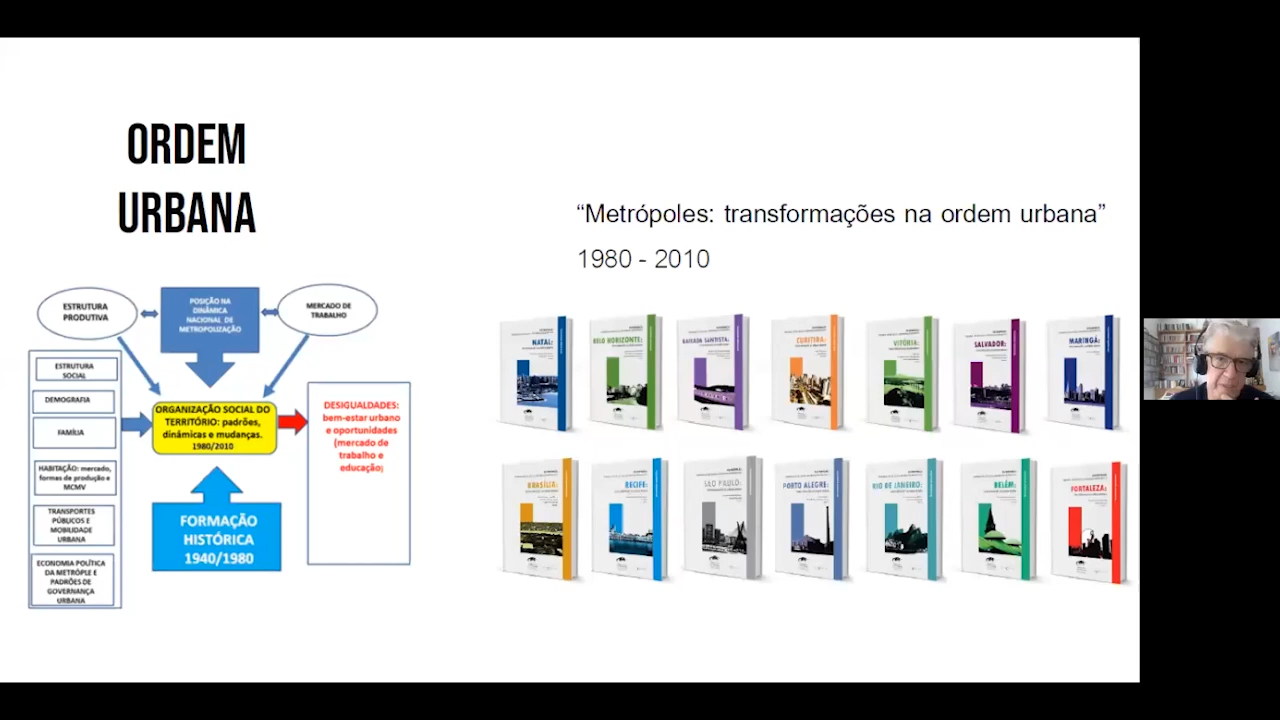 ORDEM
URBANA
“Metrópoles: transformações na ordem urbana”
1980 - 2010
ESTRUTURA
PRODUTIVA
POSIÇÃO NA
DINÂMICA
NACIONAL DE
METROPOLIZAÇÃO
MERCADO DE
TRABALHO
ESTRUTURA
SOCIAL
DEMOGRAFIA
FAMÍLIA
HABITAÇÃO: mercado,
formas de produção e
MCMV
TRANSPORTES
PÚBLICOS E
MOBILIDADE
URBANA
ECONOMIA POLÍTICA
DA METRÓPLE E
PADRÕES DE
GOVERNANÇA
URBANA
ORGANIZAÇÃO SOCIAL DO
TERRITÓRIO: padrões,
dinâmicas e mudanças.
1980/2010
FORMAÇÃO
HISTÓRICA
1940/1980
DESIGUALDADES:
bem-estar urbano
e oportunidades
(mercado de
trabalho e
educação)
NATAL:
BELO HORIZONTE:
BAIXADA SANTISTA:
CURITIBA:
VITÓRIA:
SALVADOR:
MARINGÁ:
BRASÍLIA:
RECIFE:
SÃO PAULO:
PORTO ALEGRE:
RIO DE JANEIRO:
BELÉM:
FORTALEZA: